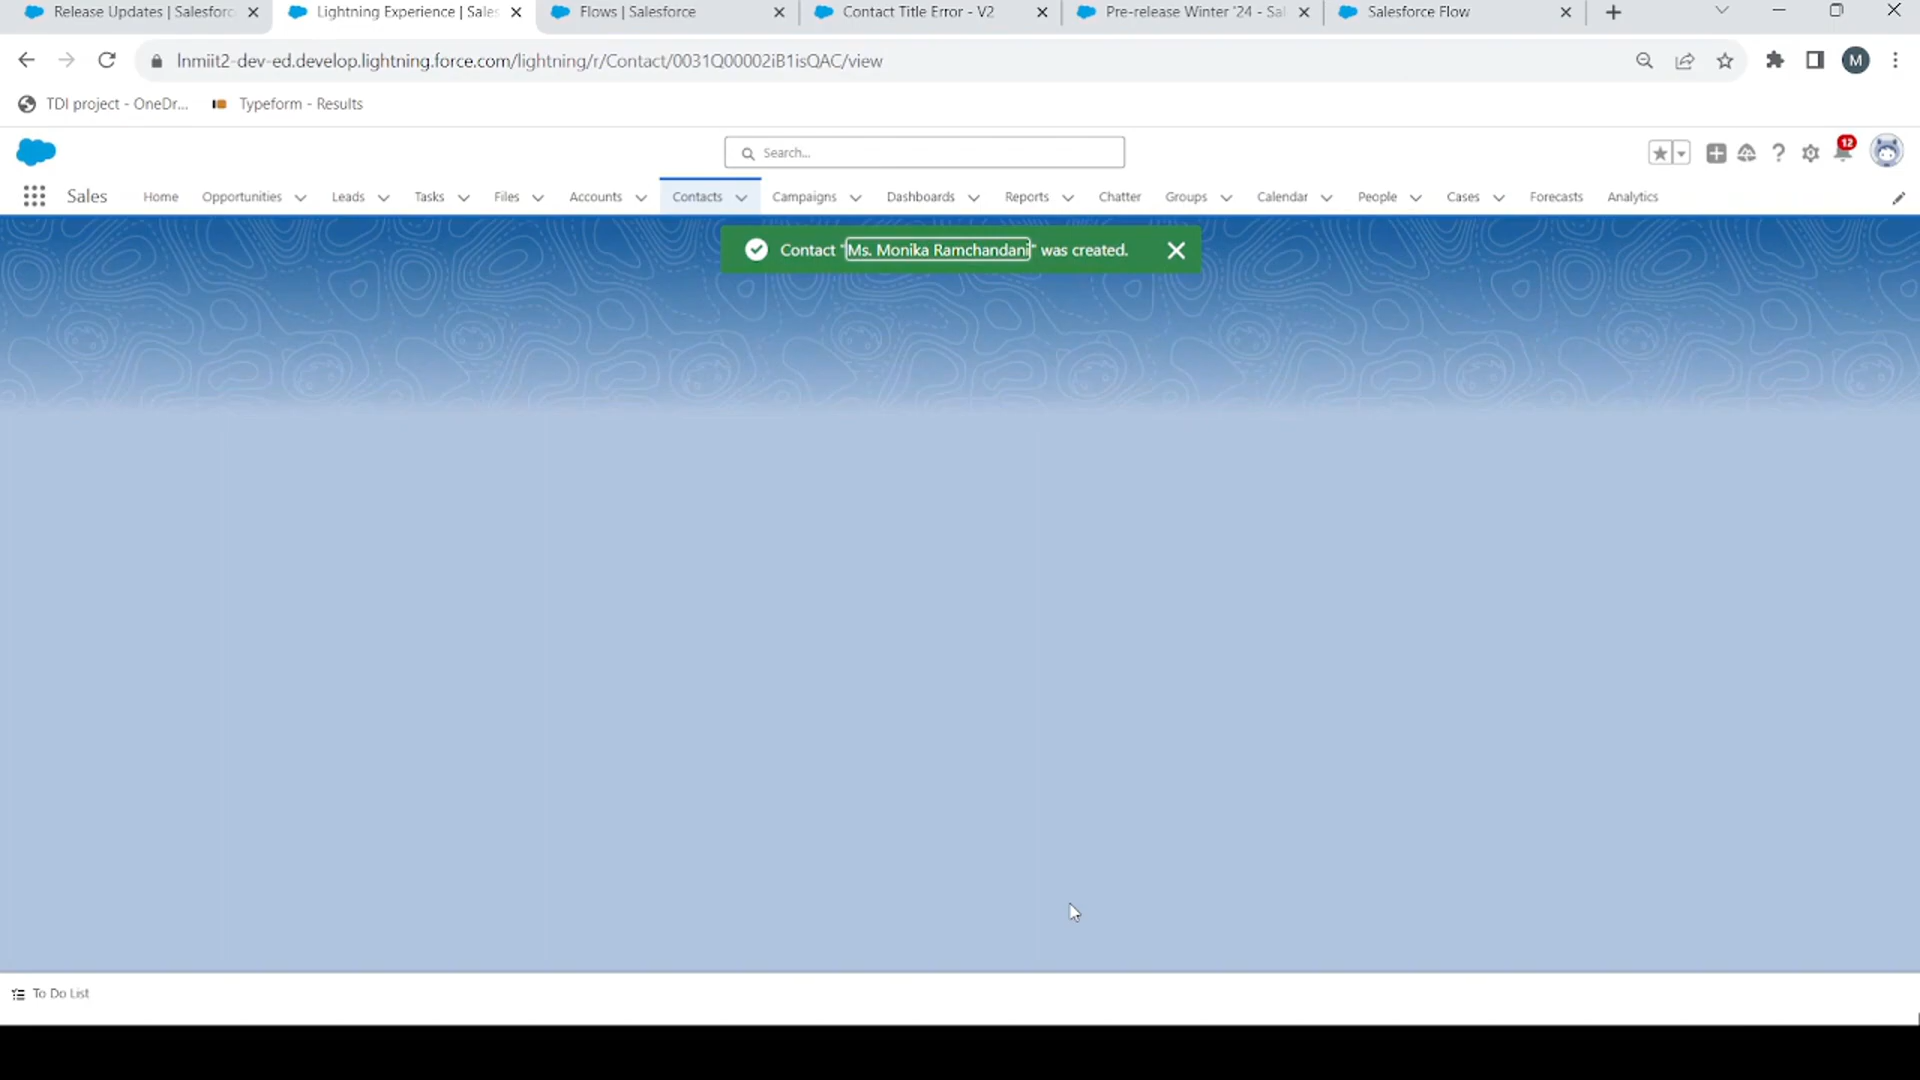 Release Updates | Salesforc
Lightning Experience | Sales
Flows | Salesforce
Contact Title Error - V2
Pre-release Winter '24 - Sal
Salesforce Flow
lnmiit2-dev-ed.develop.lightning.force.com/lightning/r/Contact/0031Q00002iB1isQAC/view
M
TDI project - OneDr...
Typeform - Results
Search...
12
Sales
Home
Opportunities
Leads
Tasks
Files
Accounts
Contacts
Campaigns
Dashboards
Reports
Chatter
Groups
Calendar
People
Cases
Forecasts
Analytics
Contact "Ms. Monika Ramchandani" was created.
To Do List